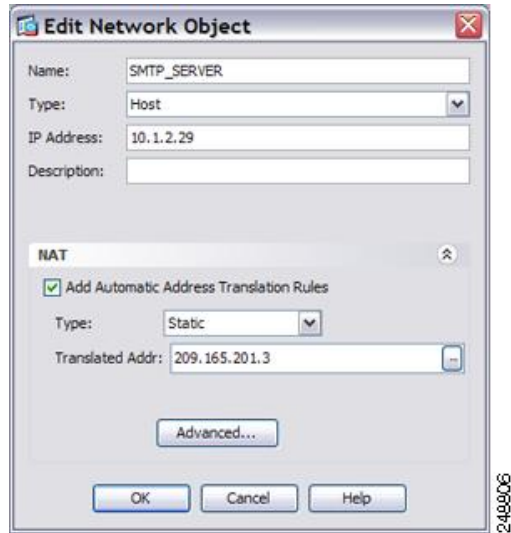 Edit Network Object
Name: SMTP_SERVER
Type: Host
IP Address: 10.1.2.29
Description:
NAT
Add Automatic Address Translation Rules
Type: Static
Translated Addr: 209.165.201.3 ...
Advanced...
OK Cancel Help
248806